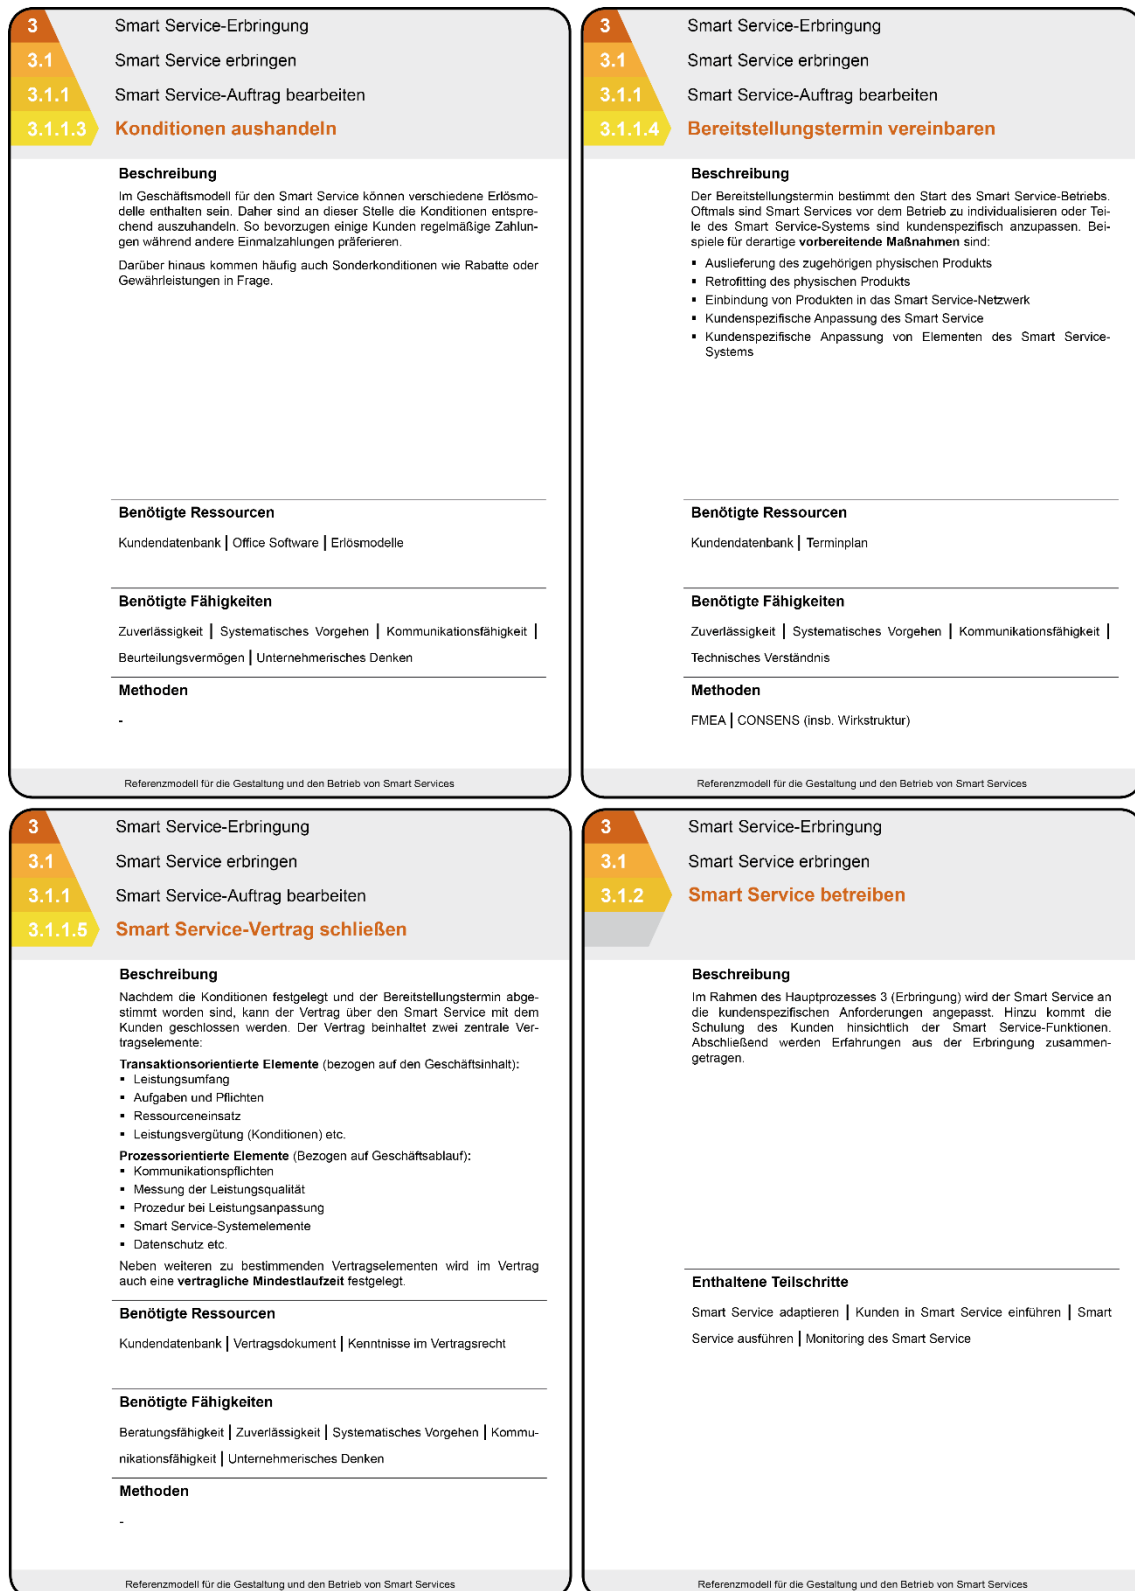 3 Smart Service-Erbringung
3.1 Smart Service erbringen
3.1.1 Smart Service-Auftrag bearbeiten
3.1.1.3 Konditionen aushandeln
Beschreibung
Im Geschäftsmodell für den Smart Service können verschiedene Erlösmo-
delle enthalten sein. Daher sind an dieser Stelle die Konditionen entspre-
chend auszuhandeln. So bevorzugen einige Kunden regelmäßige Zahlun-
gen während andere Einmalzahlungen präferieren.
Darüber hinaus kommen häufig auch Sonderkonditionen wie Rabatte oder
Gewährleistungen in Frage.
Benötigte Ressourcen
Kundendatenbank | Office Software | Erlösmodelle
Benötigte Fähigkeiten
Zuverlässigkeit | Systematisches Vorgehen | Kommunikationsfähigkeit |
Beurteilungsvermögen | Unternehmerisches Denken
Methoden
-
Referenzmodell für die Gestaltung und den Betrieb von Smart Services
3 Smart Service-Erbringung
3.1 Smart Service erbringen
3.1.1 Smart Service-Auftrag bearbeiten
3.1.1.4 Bereitstellungstermin vereinbaren
Beschreibung
Der Bereitstellungstermin bestimmt den Start des Smart Service-Betriebs.
Oftmals sind Smart Services vor dem Betrieb zu individualisieren oder Tei-
le des Smart Service-Systems sind kundenspezifisch anzupassen. Bei-
spiele für derartige vorbereitende Maßnahmen sind:
▪ Auslieferung des zugehörigen physischen Produkts
▪ Retrofitting des physischen Produkts
▪ Einbindung von Produkten in das Smart Service-Netzwerk
▪ Kundenspezifische Anpassung des Smart Service
▪ Kundenspezifische Anpassung von Elementen des Smart Service-
Systems
Benötigte Ressourcen
Kundendatenbank | Terminplan
Benötigte Fähigkeiten
Zuverlässigkeit | Systematisches Vorgehen | Kommunikationsfähigkeit |
Technisches Verständnis
Methoden
FMEA | CONSENS (insb. Wirkstruktur)
Referenzmodell für die Gestaltung und den Betrieb von Smart Services
3 Smart Service-Erbringung
3.1 Smart Service erbringen
3.1.1 Smart Service-Auftrag bearbeiten
3.1.1.5 Smart Service-Vertrag schließen
Beschreibung
Nachdem die Konditionen festgelegt und der Bereitstellungstermin abge-
stimmt worden sind, kann der Vertrag über den Smart Service mit dem
Kunden geschlossen werden. Der Vertrag beinhaltet zwei zentrale Ver-
tragselemente:
Transaktionsorientierte Elemente (bezogen auf den Geschäftsinhalt):
▪ Leistungsumfang
▪ Aufgaben und Pflichten
▪ Ressourceneinsatz
▪ Leistungsvergütung (Konditionen) etc.
Prozessorientierte Elemente (Bezogen auf Geschäftsablauf):
▪ Kommunikationspflichten
▪ Messung der Leistungsqualität
▪ Prozedur bei Leistungsanpassung
▪ Smart Service-Systemelemente
▪ Datenschutz etc.
Neben weiteren zu bestimmenden Vertragselementen wird im Vertrag
auch eine vertragliche Mindestlaufzeit festgelegt.
Benötigte Ressourcen
Kundendatenbank | Vertragsdokument | Kenntnisse im Vertragsrecht
Benötigte Fähigkeiten
Beratungsfähigkeit | Zuverlässigkeit | Systematisches Vorgehen | Kommu-
nikationsfähigkeit | Unternehmerisches Denken
Methoden
-
Referenzmodell für die Gestaltung und den Betrieb von Smart Services
3 Smart Service-Erbringung
3.1 Smart Service erbringen
3.1.2 Smart Service betreiben
Beschreibung
Im Rahmen des Hauptprozesses 3 (Erbringung) wird der Smart Service an
die kundenspezifischen Anforderungen angepasst. Hinzu kommt die
Schulung des Kunden hinsichtlich der Smart Service-Funktionen.
Abschließend werden Erfahrungen aus der Erbringung zusammen-
getragen.
Enthaltene Teilschritte
Smart Service adaptieren | Kunden in Smart Service einführen | Smart
Service ausführen | Monitoring des Smart Service
Referenzmodell für die Gestaltung und den Betrieb von Smart Services